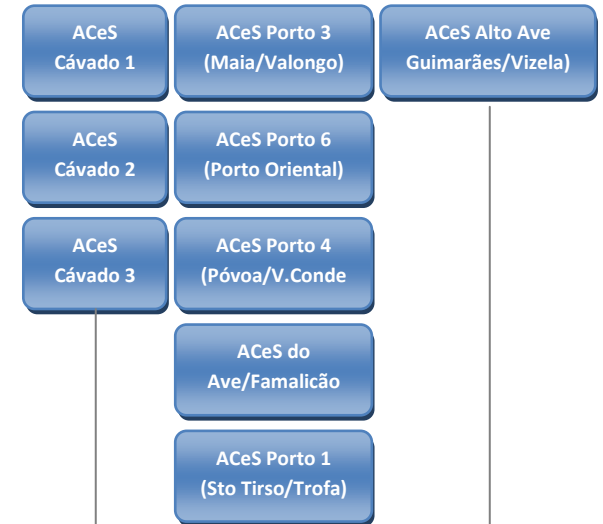 ACeS
Cávado 1
ACeS Porto 3
(Maia/Valongo)
ACeS Alto Ave
Guimarães/Vizela)
ACeS
Cávado 2
ACeS Porto 6
(Porto Oriental)
ACeS
Cávado 3
ACeS Porto 4
(Póvoa/V.Conde
ACeS do
Ave/Famalicão
ACeS Porto 1
(Sto Tirso/Trofa)